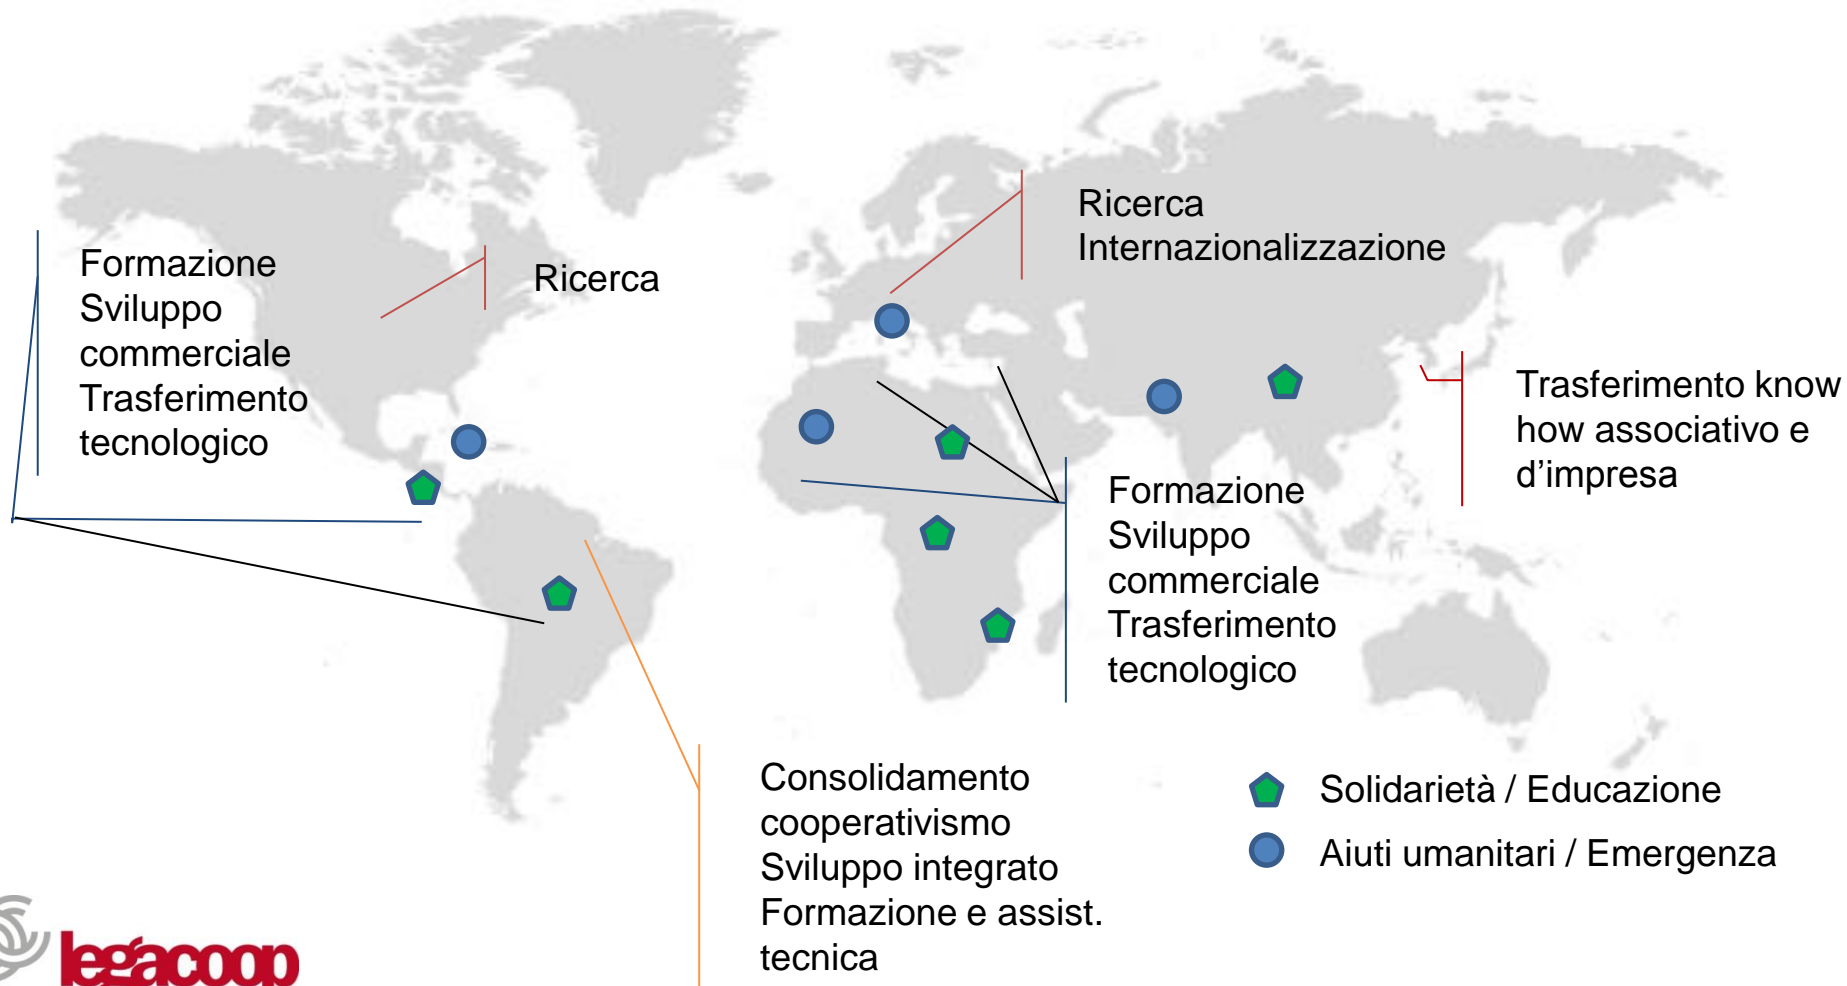 Formazione
Sviluppo
commerciale
Trasferimento
tecnologico
Ricerca
Ricerca
Internazionalizzazione
Trasferimento know
how associativo e
d’impresa
Formazione
Sviluppo
commerciale
Trasferimento
tecnologico
Consolidamento
cooperativismo
Sviluppo integrato
Formazione e assist.
tecnica
Solidarietà / Educazione
Aiuti umanitari / Emergenza
legacoop